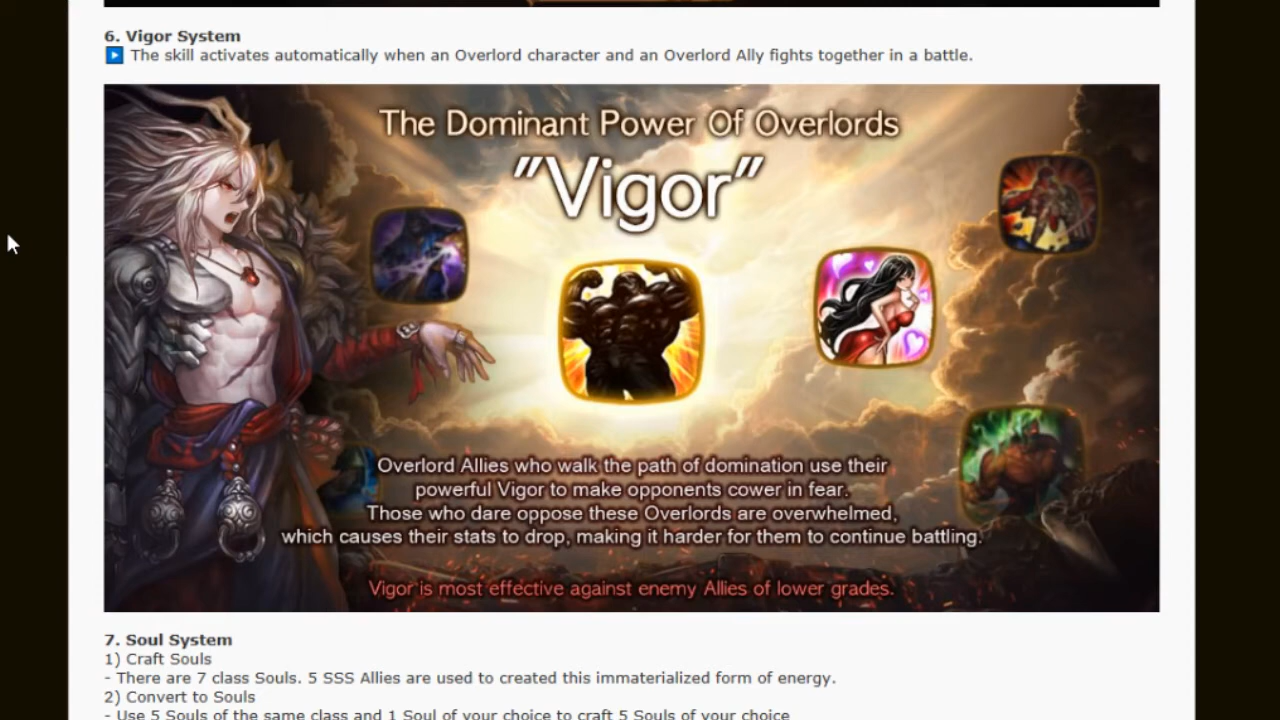 6. Vigor System
The skill activates automatically when an Overlord character and an Overlord Ally fights together in a battle.
The Dominant Power Of Overlords
"Vigor"
Overlord Allies who walk the path of domination use their
powerful Vigor to make opponents cower in fear.
Those who dare oppose these Overlords are overwhelmed,
which causes their stats to drop, making it harder for them to continue battling.
Vigor is most effective against enemy Allies of lower grades.
7. Soul System
1) Craft Souls
- There are 7 class Souls. 5 SSS Allies are used to created this immaterialized form of energy.
2) Convert to Souls
- Use 5 Souls of the same class and 1 Soul of your choice to craft 5 Souls of your choice